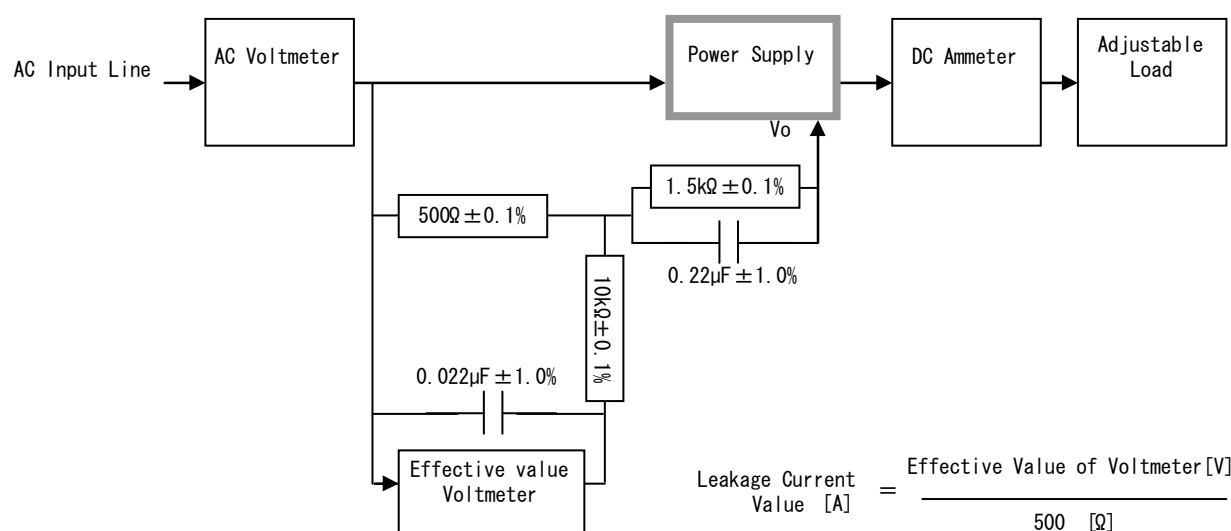 AC Input Line
AC Voltmeter
Power Supply
DC Ammeter
Adjustable
Load
Vo
1.5kΩ±0.1%
500Ω±0.1%
0.22μF±1.0%
10kΩ±0.1%
0.022μF±1.0%
Effective value
Voltmeter
Leakage Current
Value [A]
=
Effective Value of Voltmeter[V]
500 [Ω]